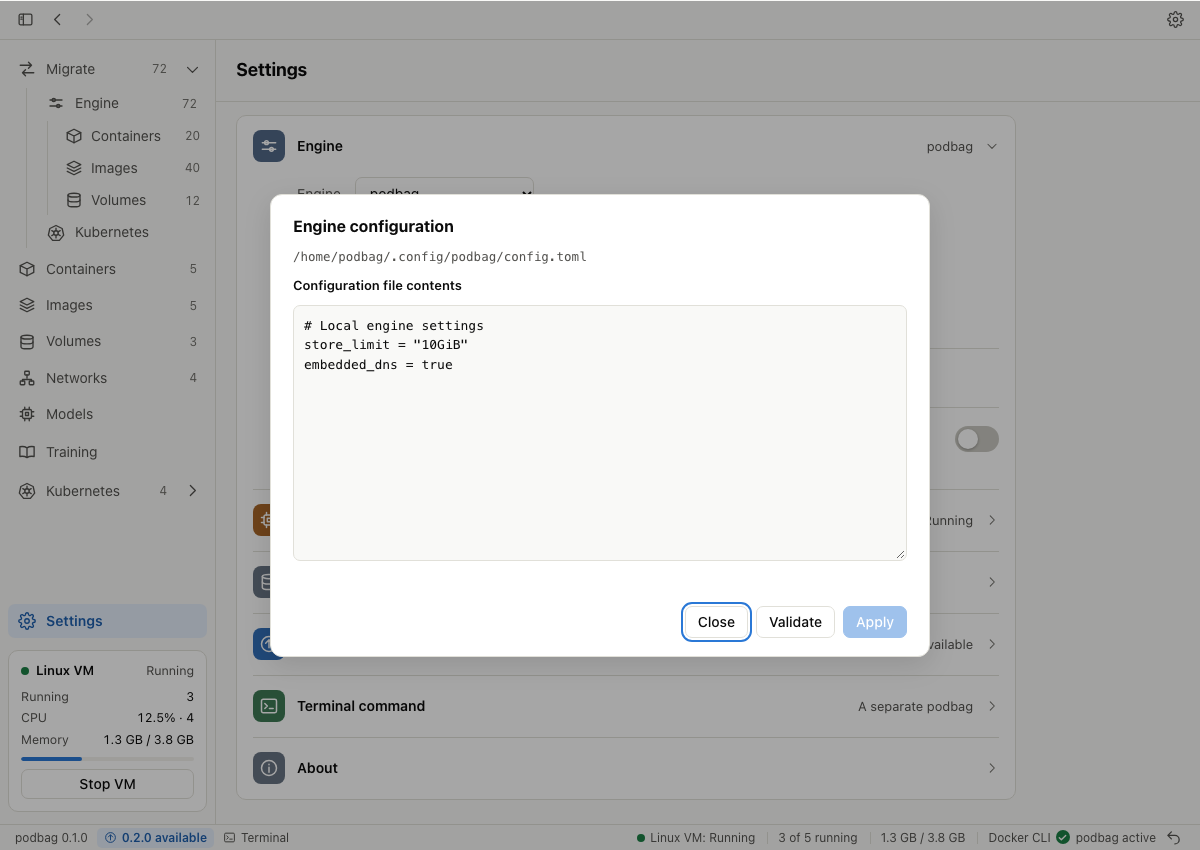 Migrate 72
Engine 72
Containers 20
Images 40
Volumes 12
Kubernetes
Containers 5
Images 5
Volumes 3
Networks 4
Models
Training
Kubernetes 4
Settings
Linux VM Running
Running 3
CPU 12.5% · 4
Memory 1.3 GB / 3.8 GB
Stop VM
Settings
Engine podbag
Engine podbag
Engine configuration
/home/podbag/.config/podbag/config.toml
Configuration file contents
# Local engine settings
store_limit = "10GiB"
embedded_dns = true
Close Validate Apply
Terminal command A separate podbag
About
podbag 0.1.0 0.2.0 available Terminal Linux VM: Running 3 of 5 running 1.3 GB / 3.8 GB Docker CLI podbag active